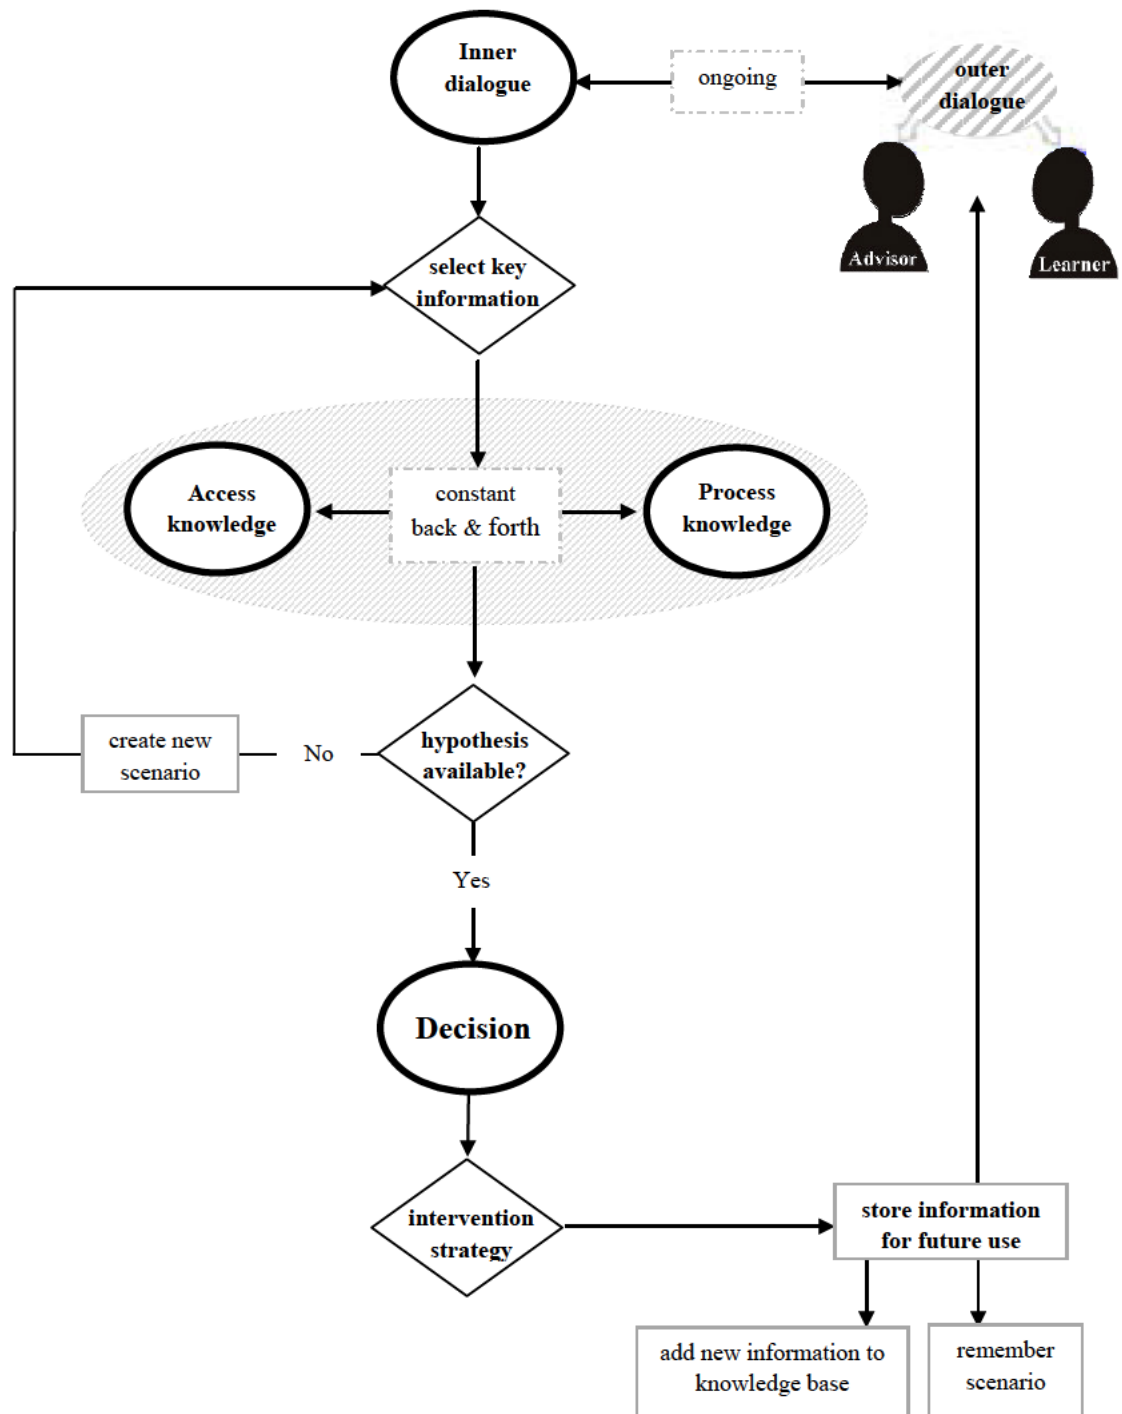 Inner
dialogue
ongoing
outer
dialogue
Advisor
Learner
select key
information
Access
knowledge
constant
back & forth
Process
knowledge
hypothesis
available?
No
create new
scenario
Yes
Decision
intervention
strategy
store information
for future use
add new information to
knowledge base
remember
scenario